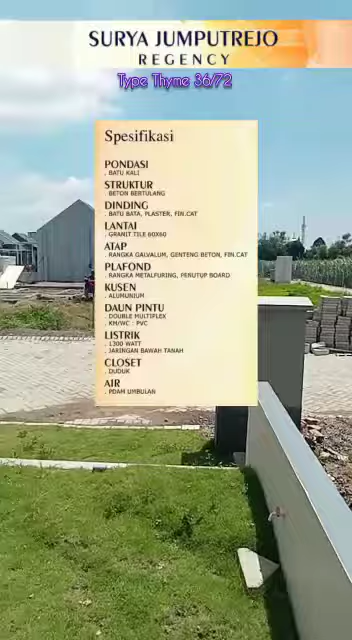 SURYA JUMPUTREJO
REGENCY
Type Thyme 36/72
Spesifikasi
PONDASI
. BATU KALI
STRUKTUR
. BETON BERTULANG
DINDING
. BATU BATA, PLASTER, FIN.CAT
LANTAI
. GRANIT TILE 60X60
ATAP
. RANGKA GALVALUM, GENTENG BETON, FIN.CAT
PLAFOND
. RANGKA METALFURING, PENUTUP BOARD
KUSEN
. ALUMUNIUM
DAUN PINTU
. DOUBLE MULTIPLEX
. KM/WC : PVC
LISTRIK
. 1300 WATT
. JARINGAN BAWAH TANAH
CLOSET
. DUDUK
AIR
. PDAM UMBULAN